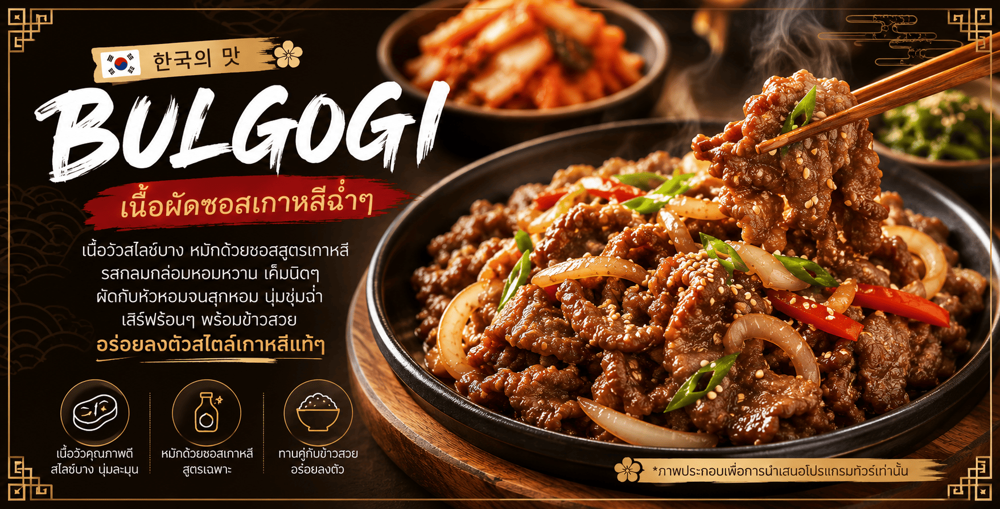 한국의 맛
BULGOGI
เนื้อผัดซอสเกาหลีฉ่ำๆ
เนื้อวัวสไลซ์บาง หมักด้วยซอสสูตรเกาหลี
รสกลมกล่อมหอมหวาน เค็มนิดๆ
ผัดกับหัวหอมจนสุกหอม นุ่มชุ่มฉ่ำ
เสิร์ฟร้อนๆ พร้อมข้าวสวย
อร่อยลงตัวสไตล์เกาหลีแท้ๆ
เนื้อวัวคุณภาพดี
สไลซ์บาง นุ่มละมุน
หมักด้วยซอสเกาหลี
สูตรเฉพาะ
ทานคู่กับข้าวสวย
อร่อยลงตัว
*ภาพประกอบเพื่อการนำเสนอโปรแกรมทัวร์เท่านั้น